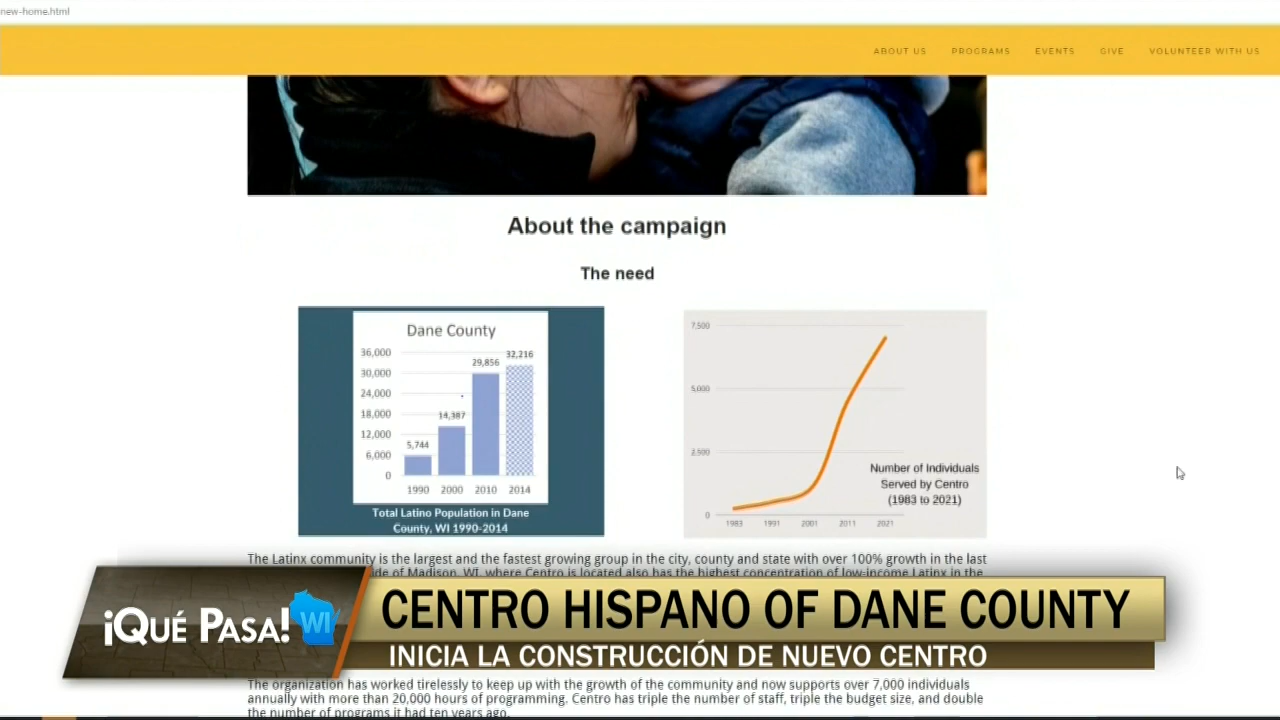 new-home.html
ABOUT US PROGRAMS EVENTS GIVE VOLUNTEER WITH US
About the campaign
The need
Dane County
36,000
30,000
24,000
18,000
12,000
6,000
0
5,744
14,387
29,856
32,216
1990 2000 2010 2014
Total Latino Population in Dane
County, WI 1990-2014
7,500
5,000
2,500
0
1983 1991 2001 2011 2021
Number of Individuals
Served by Centro
(1983 to 2021)
The Latinx community is the largest and the fastest growing group in the city, county and state with over 100% growth in the last
of Madison, WI, where Centro is located also has the highest concentration of low-income Latinx in the
¡QUÉ PASA! WI
CENTRO HISPANO OF DANE COUNTY
INICIA LA CONSTRUCCIÓN DE NUEVO CENTRO
The organization has worked tirelessly to keep up with the growth of the community and now supports over 7,000 individuals
annually with more than 20,000 hours of programming. Centro has triple the number of staff, triple the budget size, and double
the number of programs it had ten years ago.